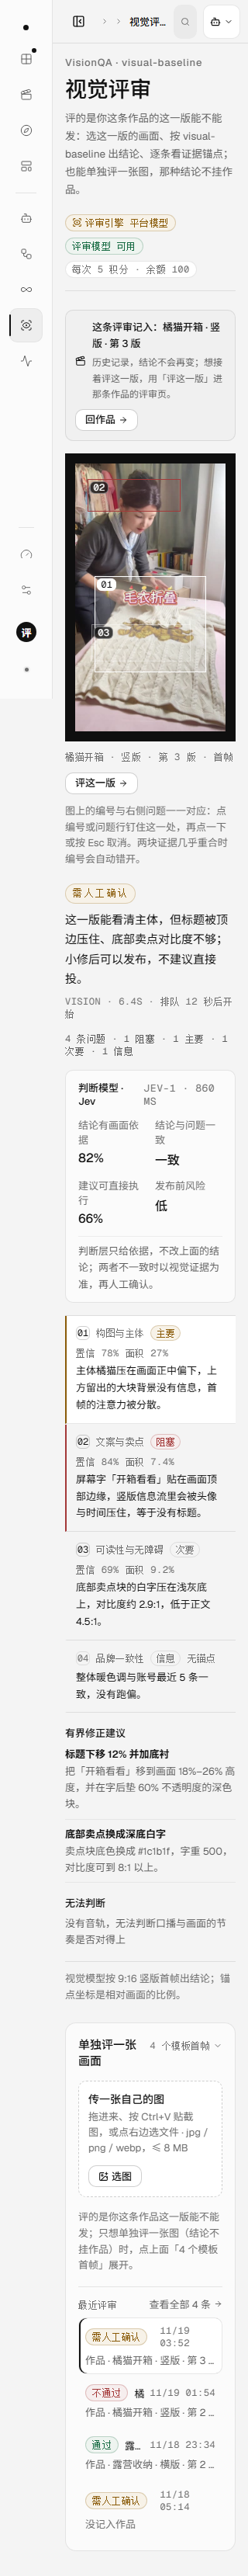 视觉评…
VisionQA · visual-baseline
视觉评审
评的是你这条作品的这一版能不能
发：选这一版的画面、按 visual-
baseline 出结论、逐条看证据锚点；
也能单独评一张图，那种结论不挂作
品。
评审引擎 平台模型
评审模型 可用
每次 5 积分 · 余额 100
这条评审记入：橘猫开箱 · 竖
版 · 第 3 版
历史记录，结论不会再变；想接
着评这一版，用「评这一版」进
那条作品的评审页。
回作品 →
02
01
毛衣折叠
03
橘猫开箱 · 竖版 · 第 3 版 · 首帧
评这一版 →
图上的编号与右侧问题一一对应：点
编号或问题行钉住这一处，再点一下
或按 Esc 取消。两块证据几乎重合时
编号会自动错开。
需人工确认
这一版能看清主体，但标题被顶
边压住、底部卖点对比度不够；
小修后可以发布，不建议直接
投。
VISION · 6.4S · 排队 12 秒后开
始
4 条问题 · 1 阻塞 · 1 主要 · 1
次要 · 1 信息
判断模型 ·
Jev
JEV-1 · 860
MS
结论有画面依
据
82%
结论与问题一
致
一致
建议可直接执
行
66%
发布前风险
低
判断层只给依据，不改上面的结
论；两者不一致时以视觉证据为
准，再人工确认。
01 构图与主体 主要
置信 78% 面积 27%
主体橘猫压在画面正中偏下，上
方留出的大块背景没有信息，首
帧的注意力被分散。
02 文案与卖点 阻塞
置信 84% 面积 7.4%
屏幕字「开箱看看」贴在画面顶
部边缘，竖版信息流里会被头像
与时间压住，等于没有标题。
03 可读性与无障碍 次要
置信 69% 面积 9.2%
底部卖点块的白字压在浅灰底
上，对比度约 2.9:1，低于正文
4.5:1。
04 品牌一致性 信息 无锚点
整体暖色调与账号最近 5 条一
致，没有跑偏。
有界修正建议
标题下移 12% 并加底衬
把「开箱看看」移到画面 18%–26% 高
度，并在字后垫 60% 不透明度的深色
块。
底部卖点换成深底白字
卖点块底色换成 #1c1b1f，字重 500，
对比度可到 8:1 以上。
无法判断
没有音轨，无法判断口播与画面的节
奏是否对得上
视觉模型按 9:16 竖版首帧出结论；锚
点坐标是相对画面的比例。
单独评一张
画面
4 个模板首帧
传一张自己的图
拖进来、按 Ctrl+V 贴截
图，或点右边选文件 · jpg /
png / webp，≤ 8 MB
选图
评的是你这条作品这一版能不能
发；只想单独评一张图（结论不
挂作品）时，点上面「4 个模板
首帧」展开。
最近评审
查看全部 4 条 →
需人工确认
11/19
03:52
作品 · 橘猫开箱 · 竖版 · 第 3 …
不通过 橘 11/19 01:54
作品 · 橘猫开箱 · 竖版 · 第 2 …
通过 露… 11/18 23:34
作品 · 露营收纳 · 横版 · 第 2 …
需人工确认
11/18
05:14
没记入作品
评